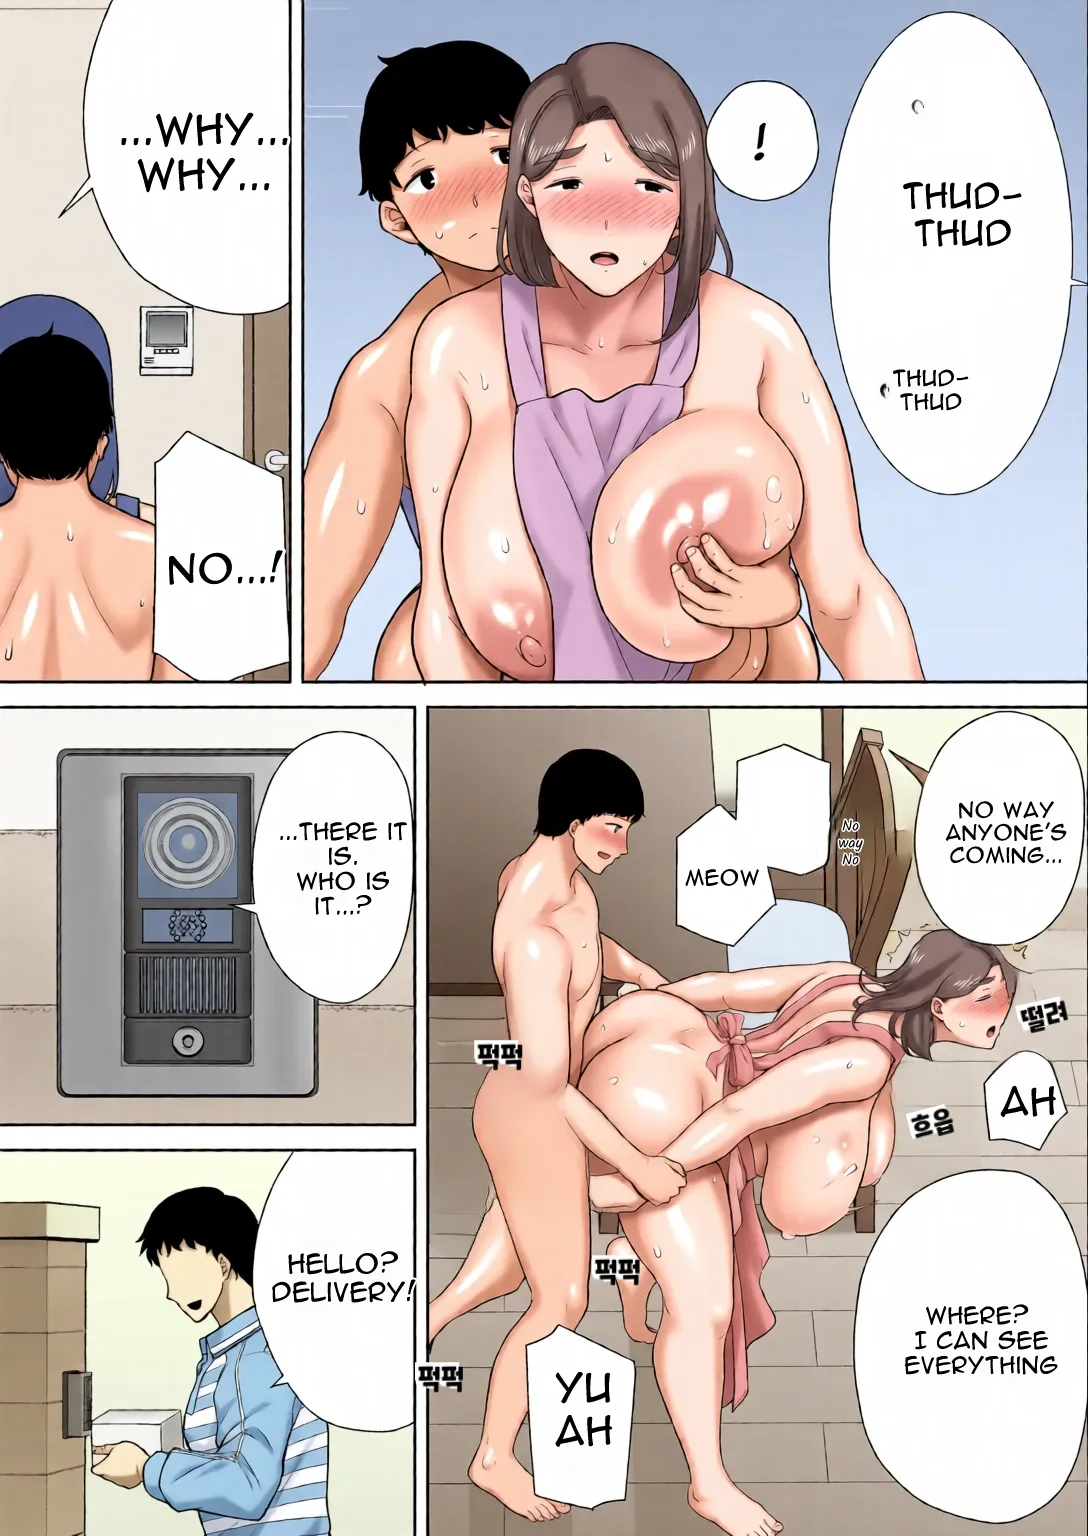 ...WHY...
WHY...
!
THUD-
THUD
THUD-
THUD
NO...!
...THERE IT
IS.
WHO IS
IT...?
NO WAY
ANYONE'S
COMING...
No
way
No
MEOW
떨려
퍽퍽
AH
흐읍
HELLO?
DELIVERY!
퍽퍽
WHERE?
I CAN SEE
EVERYTHING
퍽퍽
YU
AH